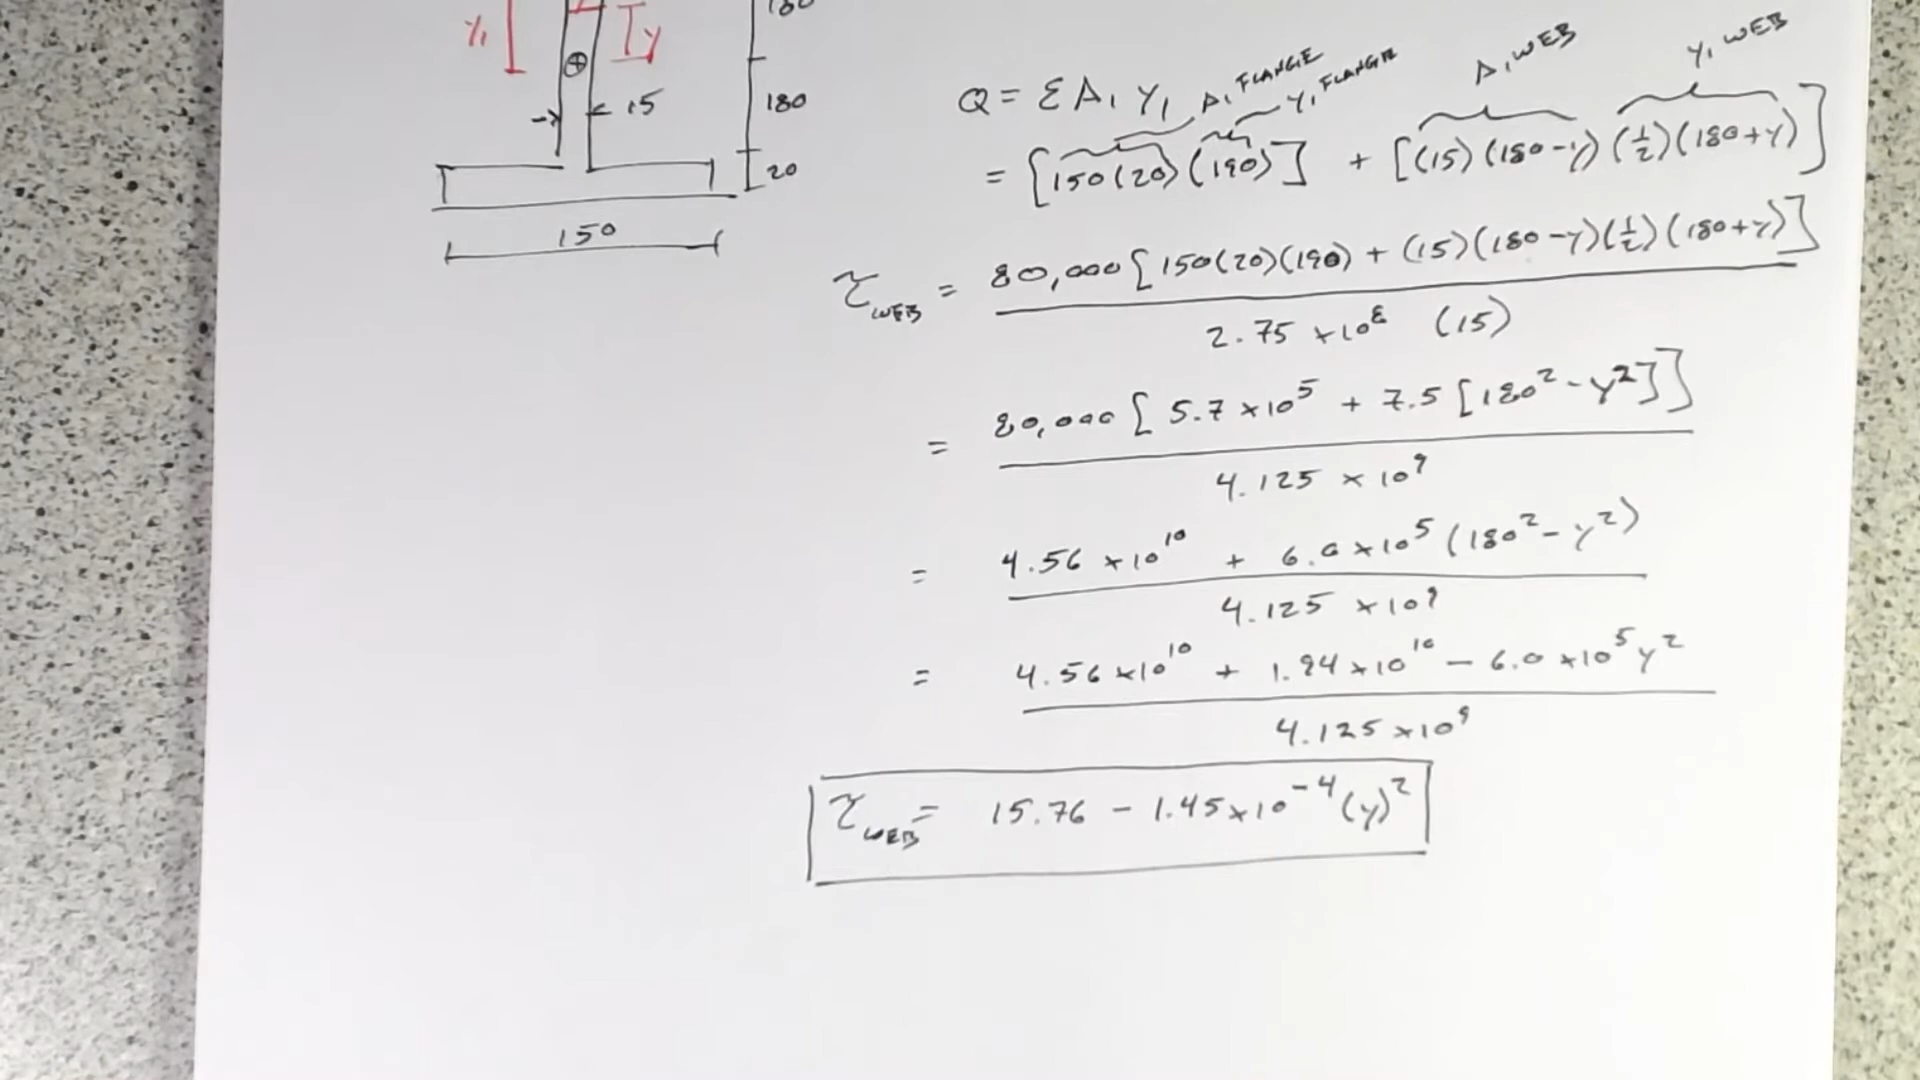 y₁ y
180
15 180
20
150
Q = ΣA₁ Y₁ A₁ FLANGE Y₁ FLANGE A₁ WEB Y₁ WEB
= [150(20)(190)] + [(15)(180-y)(1/2)(180+y)]
τ WEB = 80,000[150(20)(190) + (15)(180-y)(1/2)(180+y)]
2.75 × 10⁸ (15)
= 80,000 [5.7 × 10⁵ + 7.5 [180² - y²]]
4.125 × 10⁹
= 4.56 × 10¹⁰ + 6.0 × 10⁵ (180² - y²)
4.125 × 10⁹
= 4.56 × 10¹⁰ + 1.94 × 10¹⁰ - 6.0 × 10⁵ y²
4.125 × 10⁹
τ WEB = 15.76 - 1.45 × 10⁻⁴ (y)²